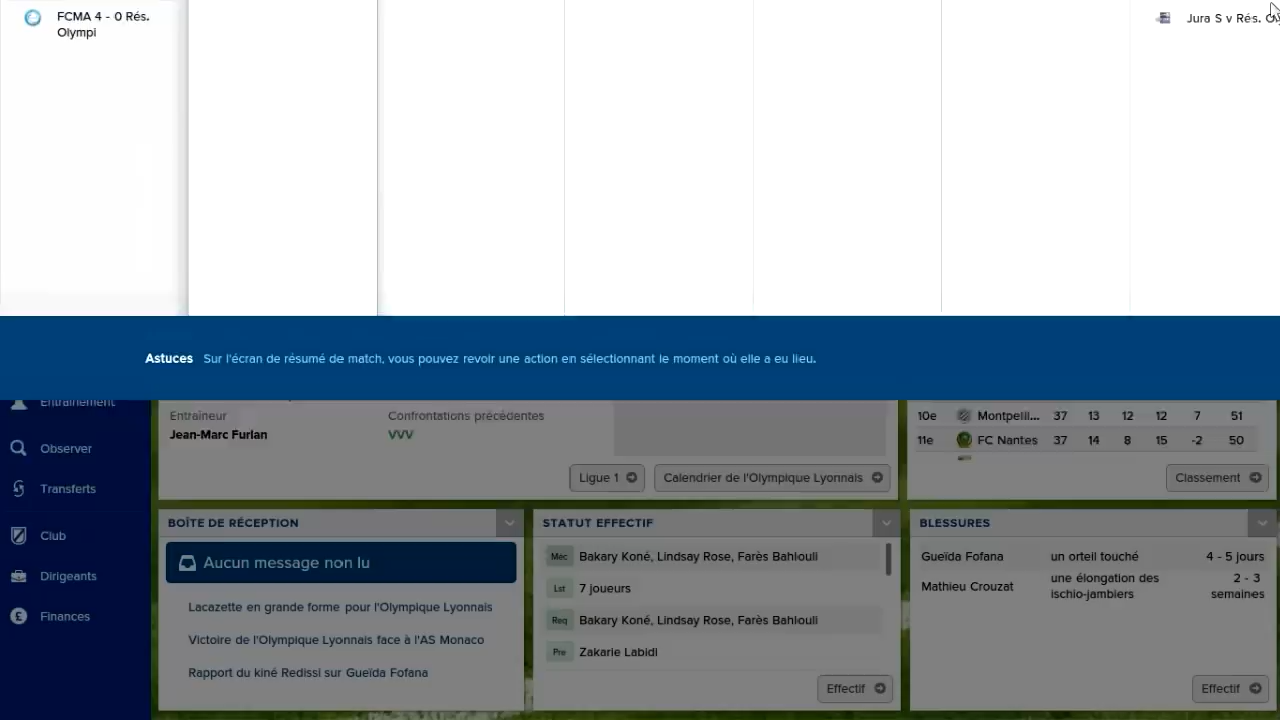 FCMA 4 - 0 Rés.
Olympi
Jura S v Rés.
Astuces Sur l'écran de résumé de match, vous pouvez revoir une action en sélectionnant le moment où elle a eu lieu.
Entraînement
Observer
Transferts
Club
Dirigeants
Finances
Entraîneur
Jean-Marc Furlan
Confrontations précédentes
VVV
Ligue 1
Calendrier de l'Olympique Lyonnais
10e Montpelli... 37 13 12 12 7 51
11e FC Nantes 37 14 8 15 -2 50
Classement
BOÎTE DE RÉCEPTION
Aucun message non lu
Lacazette en grande forme pour l'Olympique Lyonnais
Victoire de l'Olympique Lyonnais face à l'AS Monaco
Rapport du kiné Redissi sur Gueïda Fofana
STATUT EFFECTIF
Méc Bakary Koné, Lindsay Rose, Farès Bahlouli
Lst 7 joueurs
Req Bakary Koné, Lindsay Rose, Farès Bahlouli
Pre Zakarie Labidi
Effectif
BLESSURES
Gueïda Fofana un orteil touché 4 - 5 jours
Mathieu Crouzat une élongation des ischio-jambiers 2 - 3 semaines
Effectif